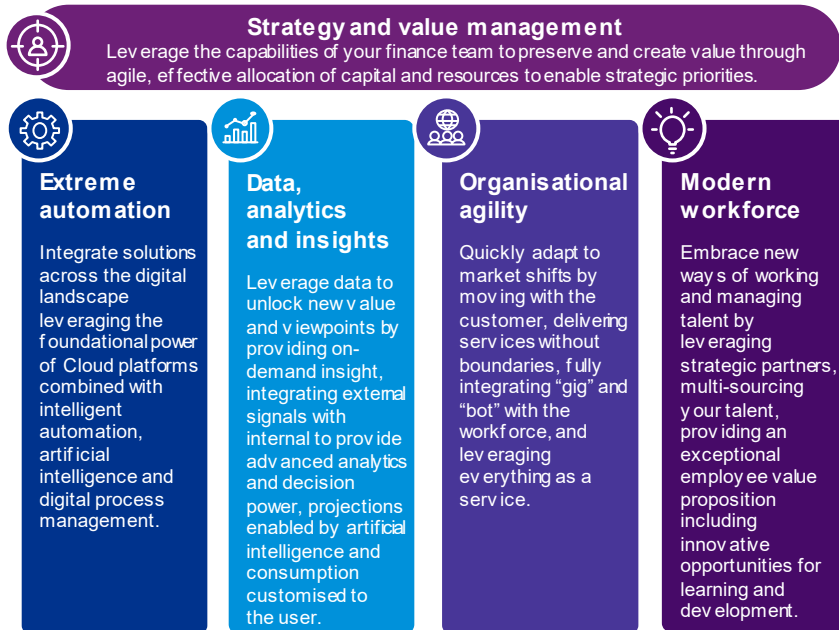 Strategy and value management
Leverage the capabilities of your finance team to preserve and create value through
agile, effective allocation of capital and resources to enable strategic priorities.
Extreme
automation
Integrate solutions
across the digital
landscape
leveraging the
foundational power
of Cloud platforms
combined with
intelligent
automation,
artificial
intelligence and
digital process
management.
Data,
analytics
and insights
Leverage data to
unlock new value
and viewpoints by
providing on-
demand insight,
integrating external
signals with
internal to provide
advanced analytics
and decision
power, projections
enabled by artificial
intelligence and
consumption
customised to
the user.
Organisational
agility
Quickly adapt to
market shifts by
moving with the
customer, delivering
services without
boundaries, fully
integrating “gig” and
“bot” with the
workforce, and
leveraging
everything as a
service.
Modern
workforce
Embrace new
ways of working
and managing
talent by
leveraging
strategic partners,
multi-sourcing
your talent,
providing an
exceptional
employee value
proposition
including
innovative
opportunities for
learning and
development.